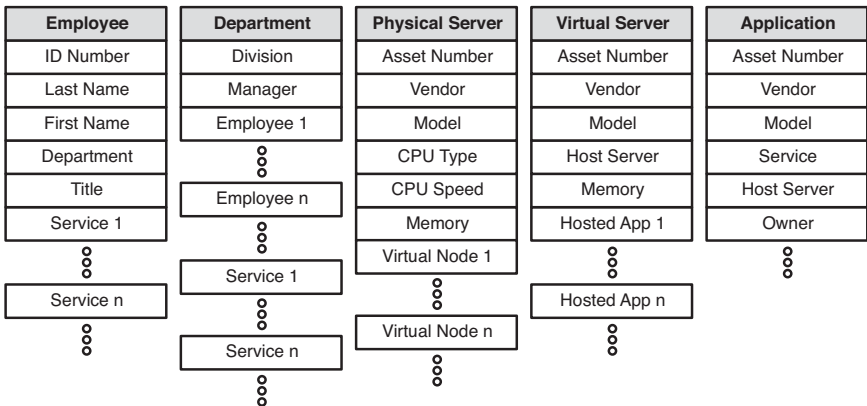 Employee
ID Number
Last Name
First Name
Department
Title
Service 1
Service n
Department
Division
Manager
Employee 1
Employee n
Service 1
Service n
Physical Server
Asset Number
Vendor
Model
CPU Type
CPU Speed
Memory
Virtual Node 1
Virtual Node n
Virtual Server
Asset Number
Vendor
Model
Host Server
Memory
Hosted App 1
Hosted App n
Application
Asset Number
Vendor
Model
Service
Host Server
Owner